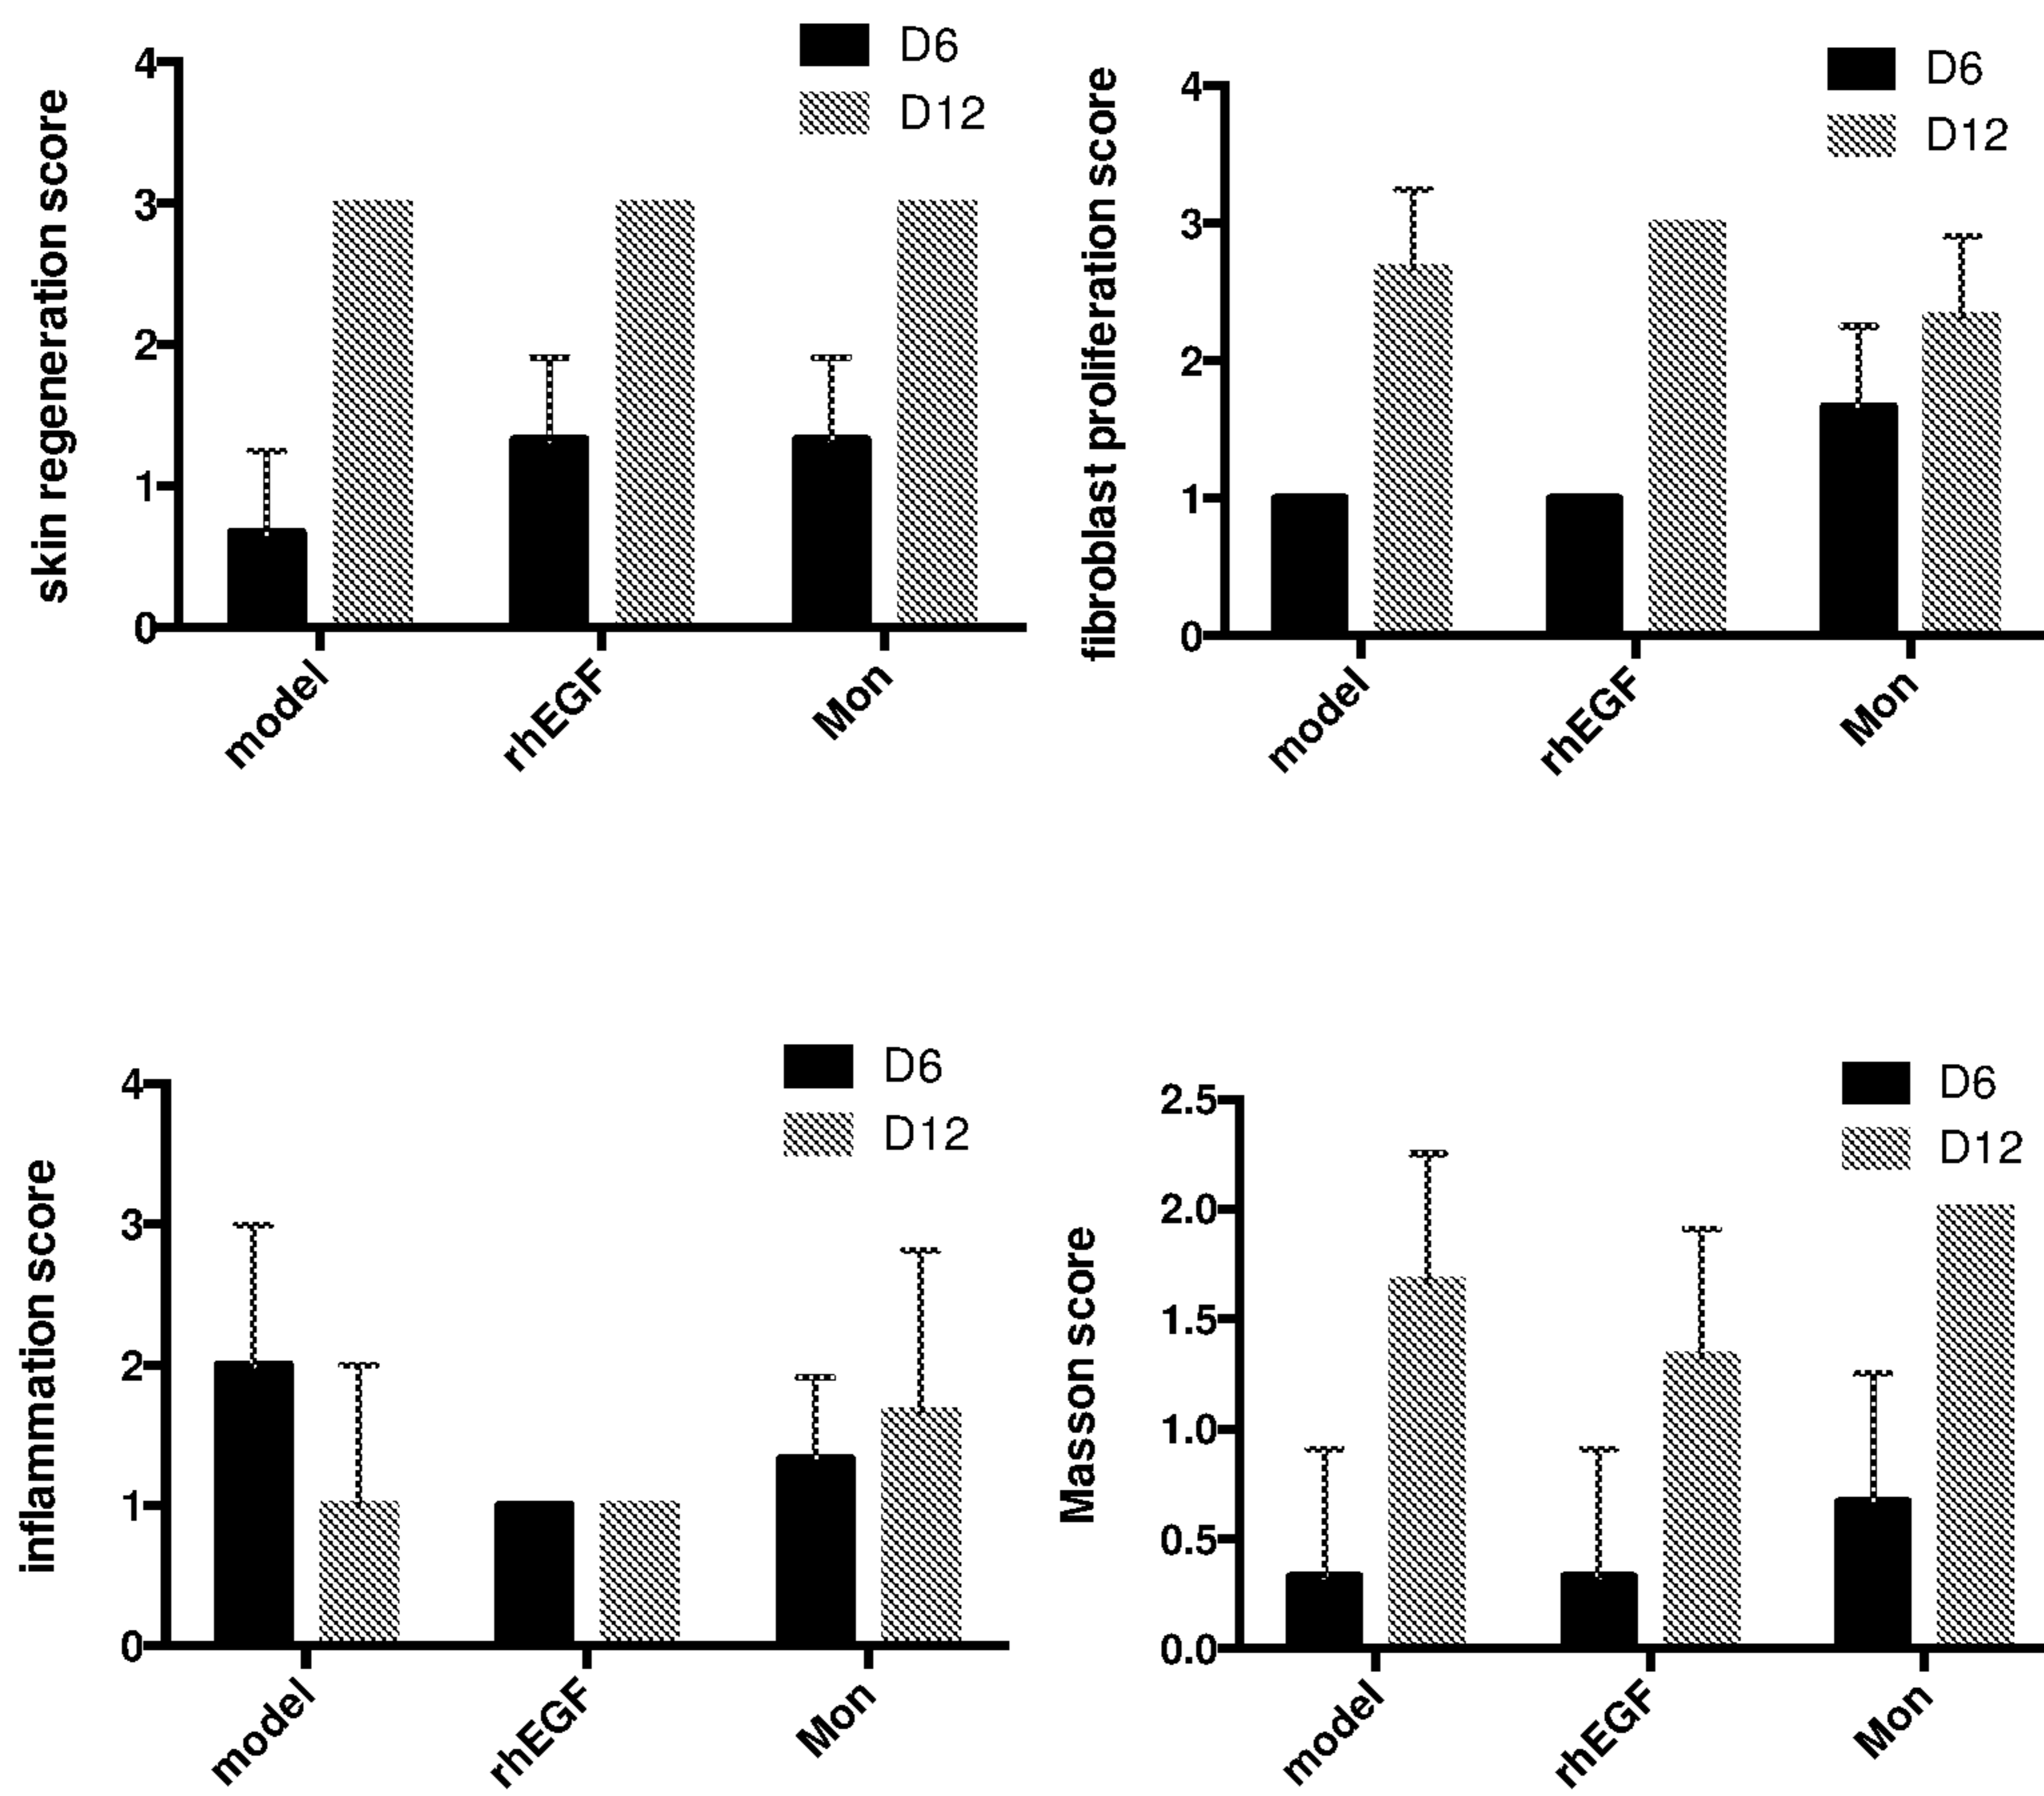 skin regeneration score
4
3
2
1
0
D6
D12
model
rhEGF
Mon
fibroblast proliferation score
4
3
2
1
0
D6
D12
model
rhEGF
Mon
inflammation score
4
3
2
1
0
D6
D12
model
rhEGF
Mon
Masson score
2.5
2.0
1.5
1.0
0.5
0.0
D6
D12
model
rhEGF
Mon